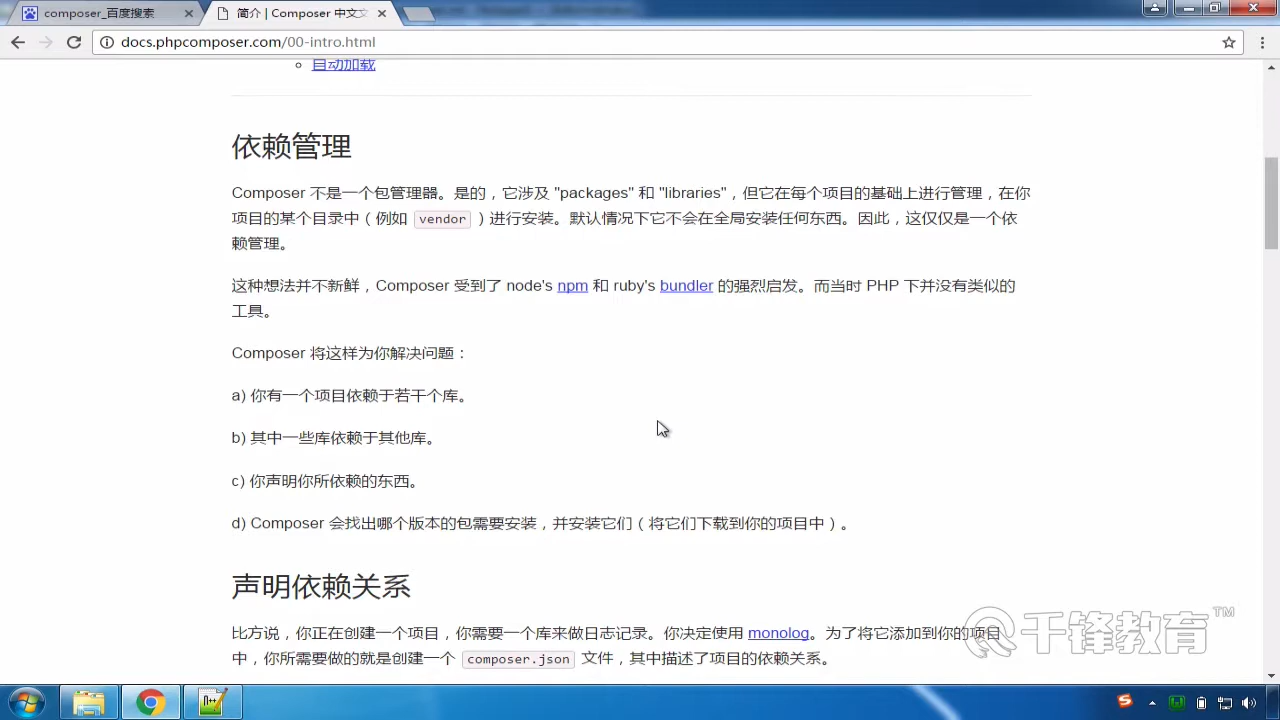 composer_百度搜索
简介 | Composer 中文文
docs.phpcomposer.com/00-intro.html
自动加载
依赖管理
Composer 不是一个包管理器。是的，它涉及 "packages" 和 "libraries"，但它在每个项目的基础上进行管理，在你
项目的某个目录中（例如 vendor ）进行安装。默认情况下它不会在全局安装任何东西。因此，这仅仅是一个依
赖管理。
这种想法并不新鲜，Composer 受到了 node's npm 和 ruby's bundler 的强烈启发。而当时 PHP 下并没有类似的
工具。
Composer 将这样为你解决问题：
a) 你有一个项目依赖于若干个库。
b) 其中一些库依赖于其他库。
c) 你声明你所依赖的东西。
d) Composer 会找出哪个版本的包需要安装，并安装它们（将它们下载到你的项目中）。
声明依赖关系
比方说，你正在创建一个项目，你需要一个库来做日志记录。你决定使用 monolog。为了将它添加到你的项目
中，你所需要做的就是创建一个 composer.json 文件，其中描述了项目的依赖关系。
千锋教育TM